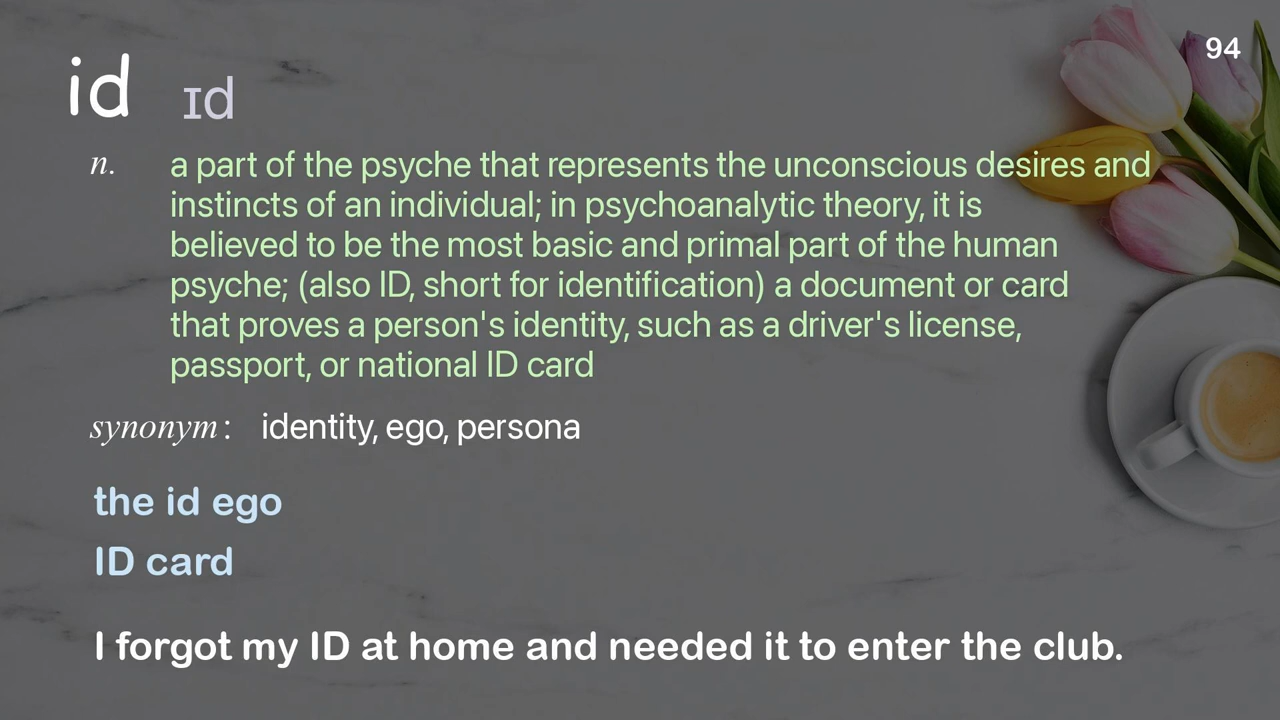 94
id ɪd
n. a part of the psyche that represents the unconscious desires and
instincts of an individual; in psychoanalytic theory, it is
believed to be the most basic and primal part of the human
psyche; (also ID, short for identification) a document or card
that proves a person's identity, such as a driver's license,
passport, or national ID card
synonym: identity, ego, persona
the id ego
ID card
I forgot my ID at home and needed it to enter the club.